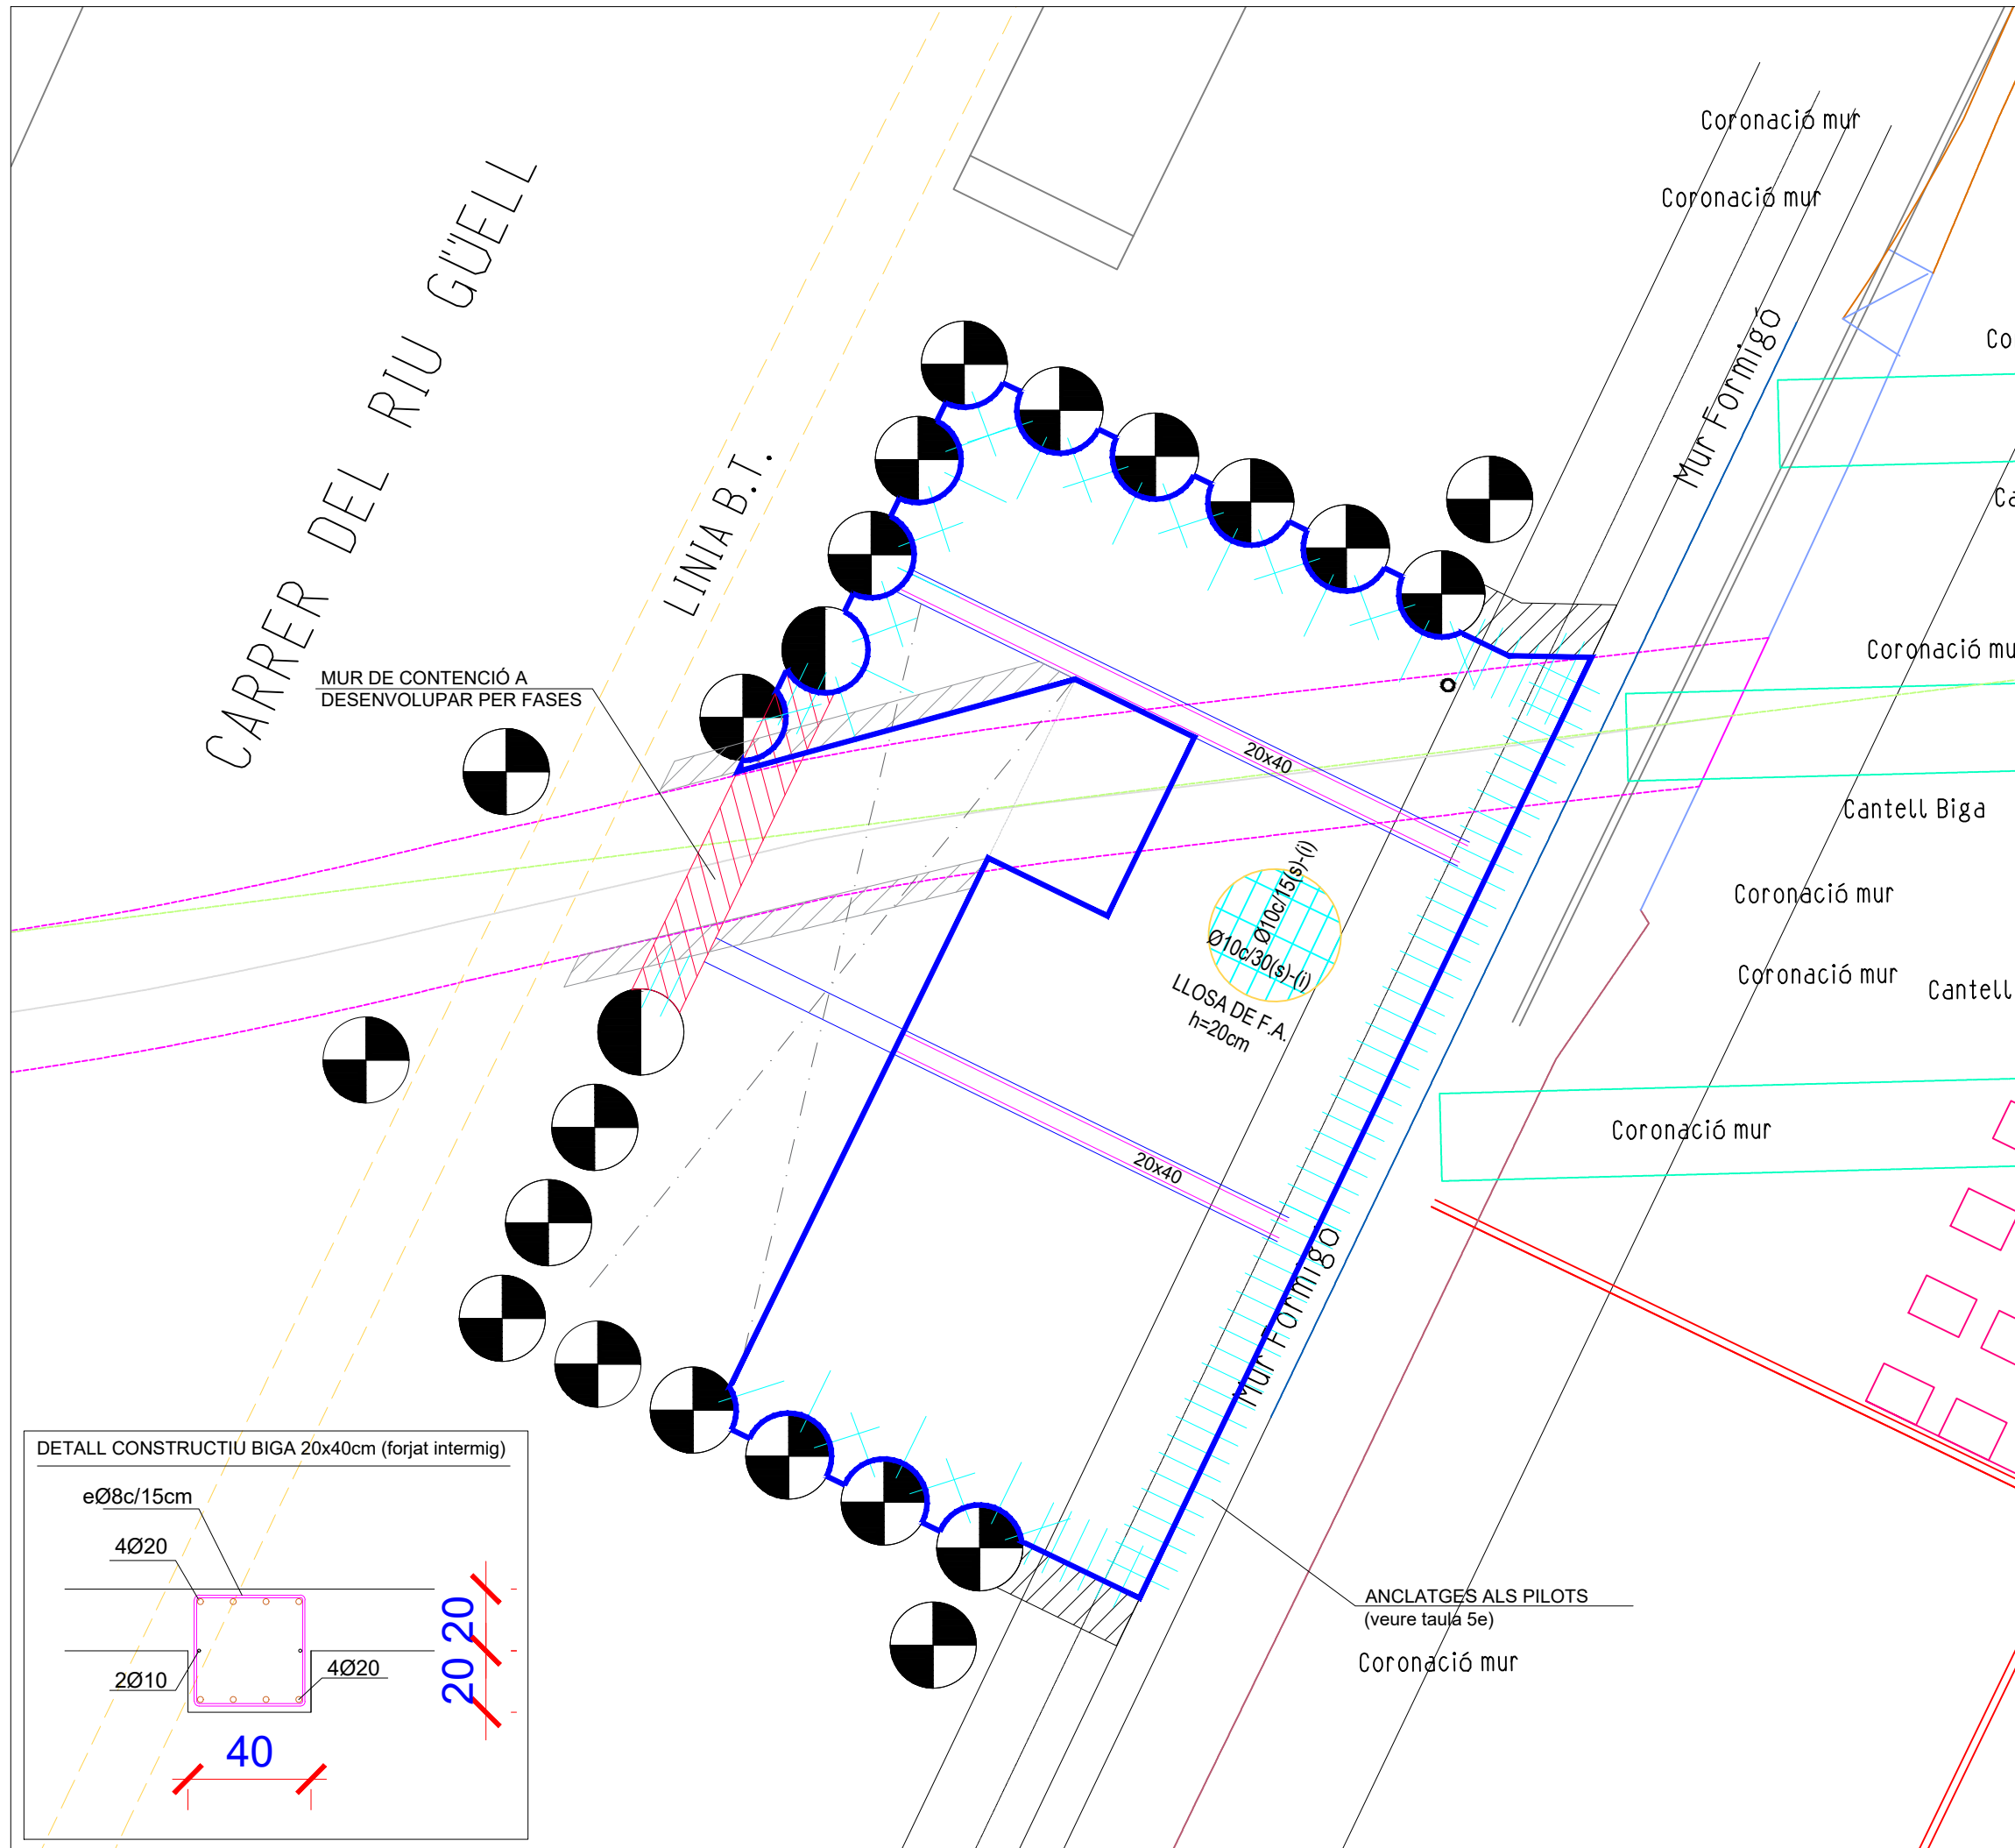 Coronació mur
Coronació mur
CARRER DEL RIU GÜELL
LINIA B.T.
Mur Formigó
Co
Ca
MUR DE CONTENCIÓ A
DESENVOLUPAR PER FASES
Coronació mu
20x40
Cantell Biga
Ø10c/15(s)-(i)
Ø10c/30(s)-(i)
LLOSA DE F.A.
h=20cm
Coronació mur
Coronació mur
Cantell
Coronació mur
20x40
Mur Formigó
ANCLATGES ALS PILOTS
(veure taula 5e)
Coronació mur
DETALL CONSTRUCTIU BIGA 20x40cm (forjat intermig)
eØ8c/15cm
4Ø20
2Ø10
4Ø20
20
20
40